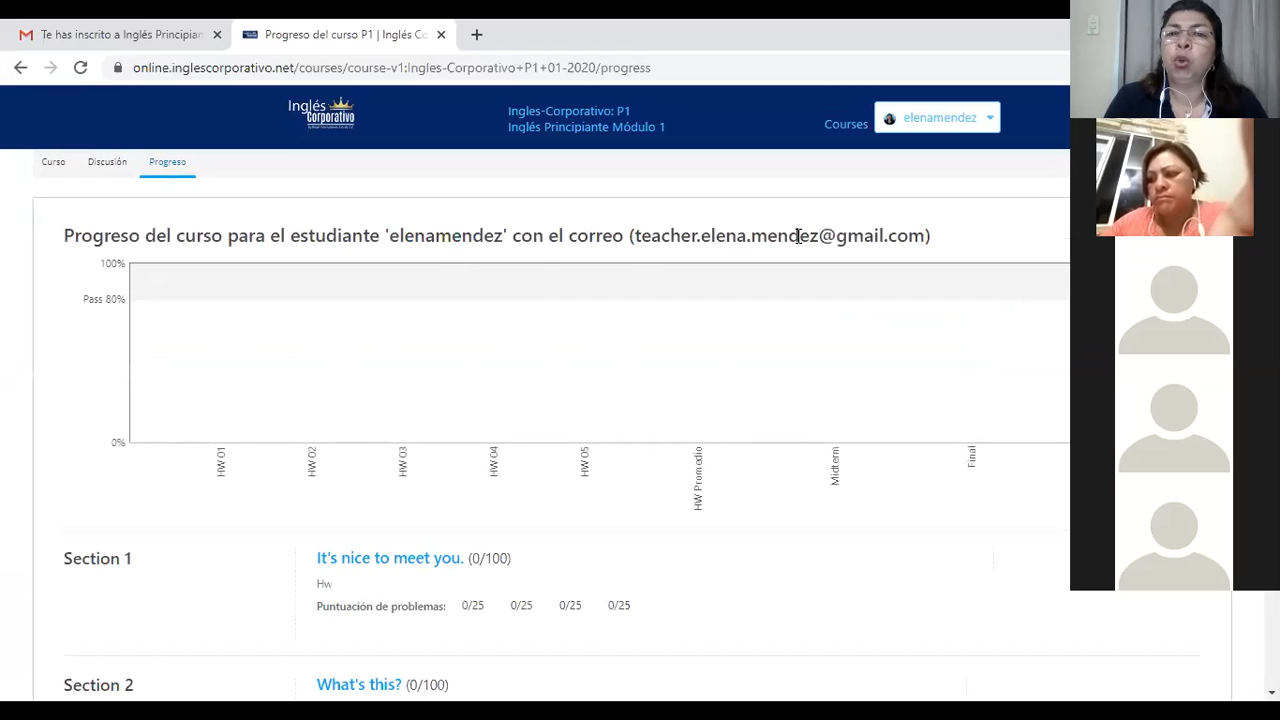 Te has inscrito a Inglés Principian
Progreso del curso P1 | Inglés Co
online.inglescorporativo.net/courses/course-v1:Ingles-Corporativo+P1+01-2020/progress
Inglés
Corporativo
Ingles-Corporativo: P1
Inglés Principiante Módulo 1
Courses
elenamendez
Curso
Discusión
Progreso
Progreso del curso para el estudiante 'elenamendez' con el correo (teacher.elena.mendez@gmail.com)
100%
Pass 80%
0%
HW 01
HW 02
HW 03
HW 04
HW 05
HW Promedio
Midterm
Final
Section 1
It's nice to meet you. (0/100)
Hw
Puntuación de problemas: 0/25 0/25 0/25 0/25
Section 2
What's this? (0/100)